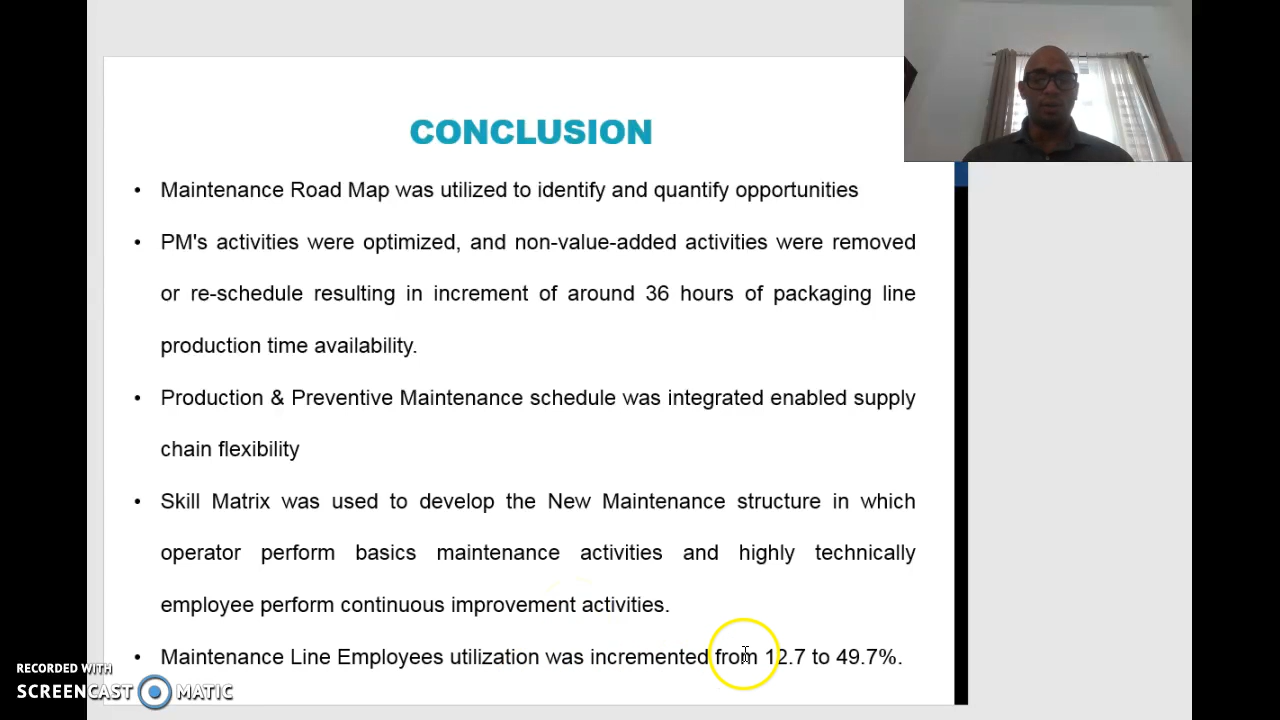 CONCLUSION
• Maintenance Road Map was utilized to identify and quantify opportunities
• PM's activities were optimized, and non-value-added activities were removed
or re-schedule resulting in increment of around 36 hours of packaging line
production time availability.
• Production & Preventive Maintenance schedule was integrated enabled supply
chain flexibility
• Skill Matrix was used to develop the New Maintenance structure in which
operator perform basics maintenance activities and highly technically
employee perform continuous improvement activities.
• Maintenance Line Employees utilization was incremented from 12.7 to 49.7%.
RECORDED WITH
SCREENCAST MATIC